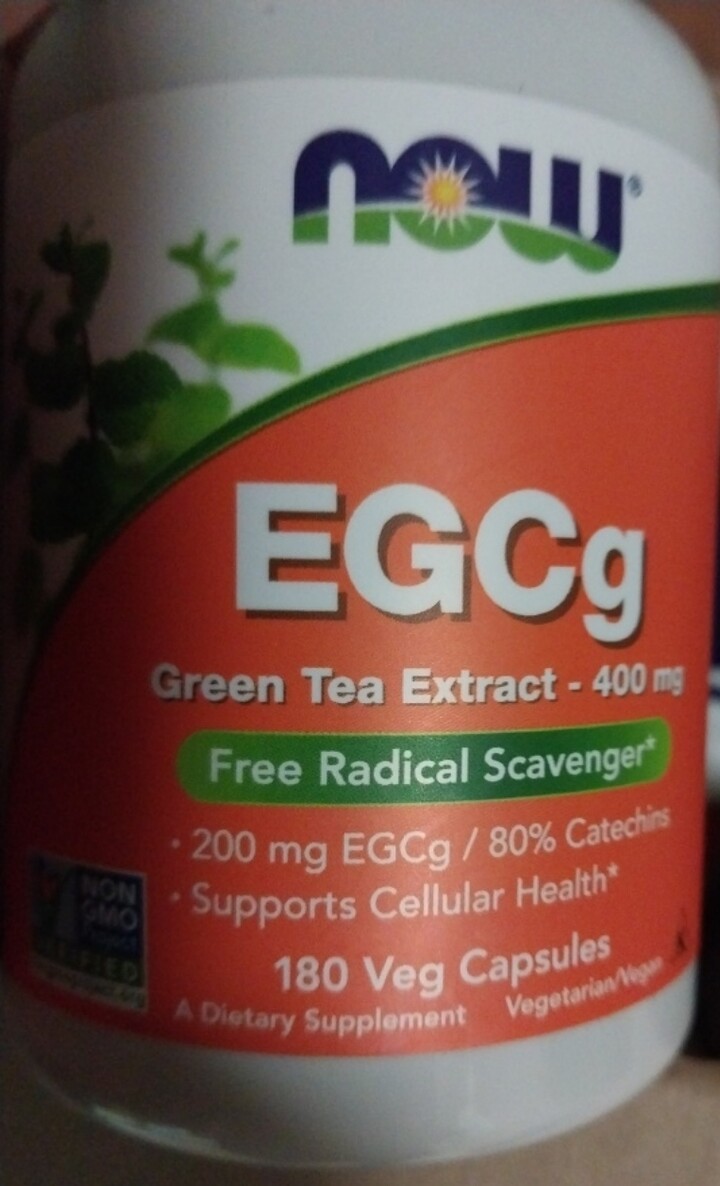 now®
EGCg
Green Tea Extract - 400 mg
Free Radical Scavenger*
• 200 mg EGCg / 80% Catechins
• Supports Cellular Health*
NON
GMO
Project
VERIFIED
180 Veg Capsules
A Dietary Supplement
Vegetarian/Vegan